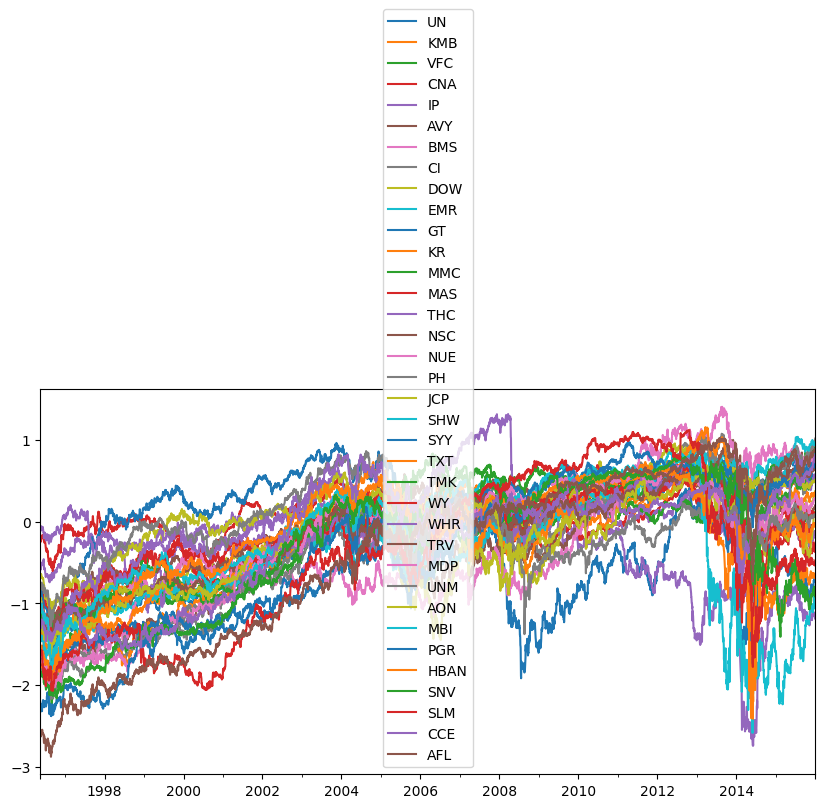 UN
KMB
VFC
CNA
IP
AVY
BMS
CI
DOW
EMR
GT
KR
MMC
MAS
THC
NSC
NUE
PH
JCP
SHW
SYY
TXT
TMK
WY
WHR
TRV
MDP
UNM
AON
MBI
PGR
HBAN
SNV
SLM
CCE
AFL
1
0
−1
−2
−3
1998 2000 2002 2004 2006 2008 2010 2012 2014